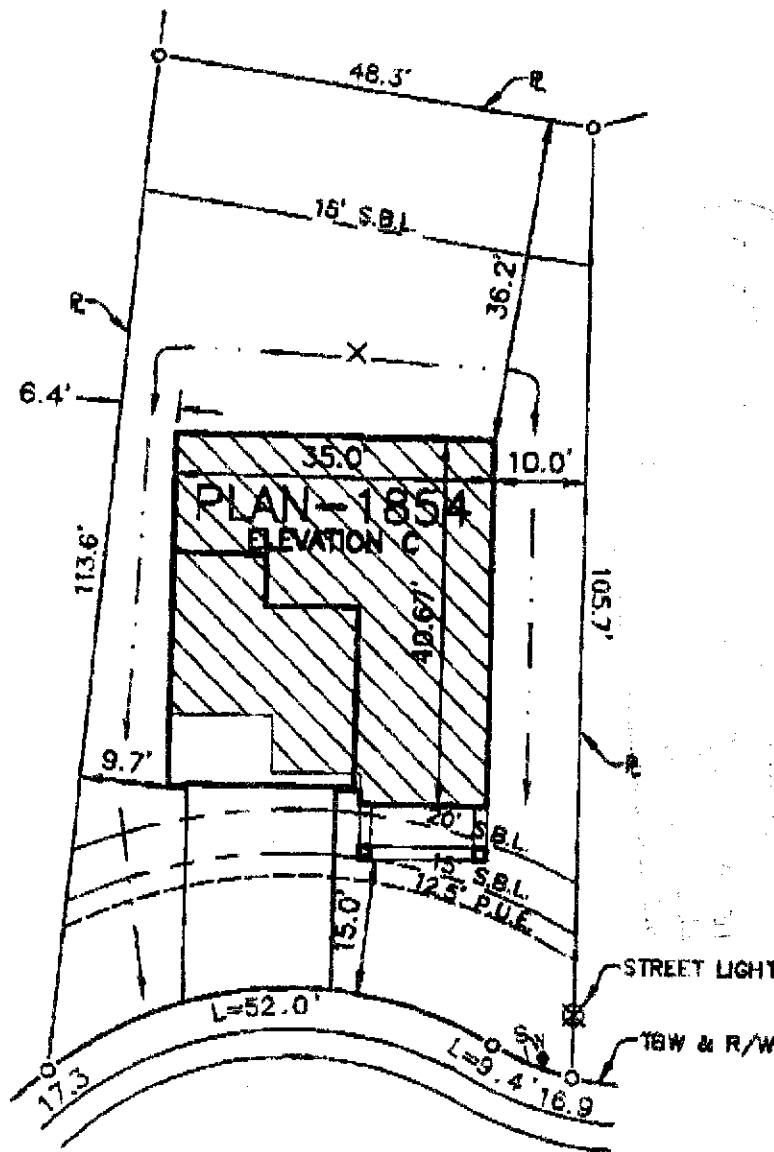 48.3'
℄
15' S.B.L.
36.2'
℄
6.4'
X
35.0'
10.0'
PLAN-1854
ELEVATION C
113.6'
40.67'
105.7'
9.7'
℄
20' S.B.L.
15' S.B.L.
12.5' P.U.E.
15.0'
STREET LIGHT
L=52.0'
TBW & R/W
L=9.4'
17.3
16.9